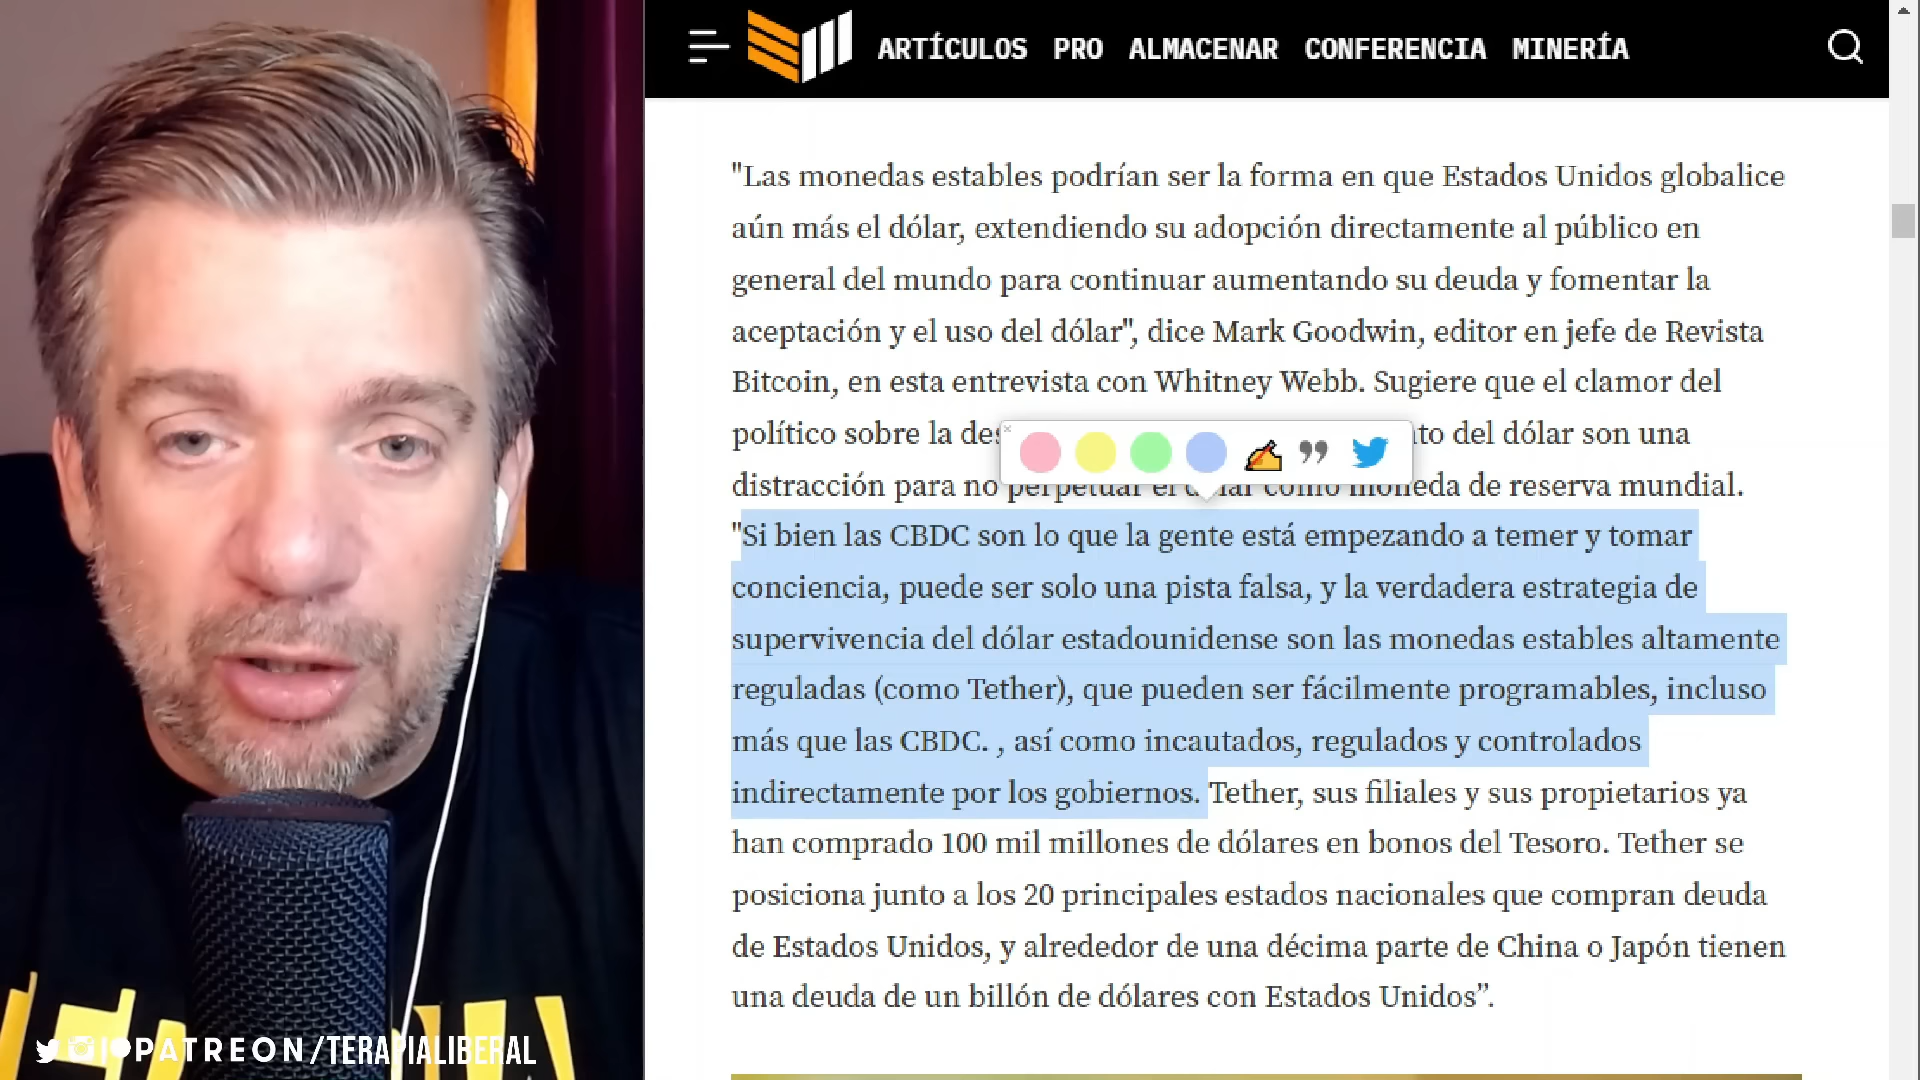 ARTÍCULOS PRO ALMACENAR CONFERENCIA MINERÍA
"Las monedas estables podrían ser la forma en que Estados Unidos globalice
aún más el dólar, extendiendo su adopción directamente al público en
general del mundo para continuar aumentando su deuda y fomentar la
aceptación y el uso del dólar", dice Mark Goodwin, editor en jefe de Revista
Bitcoin, en esta entrevista con Whitney Webb. Sugiere que el clamor del
político sobre la del dólar son una
distracción para no perpetuar el dólar como moneda de reserva mundial.
"Si bien las CBDC son lo que la gente está empezando a temer y tomar
conciencia, puede ser solo una pista falsa, y la verdadera estrategia de
supervivencia del dólar estadounidense son las monedas estables altamente
reguladas (como Tether), que pueden ser fácilmente programables, incluso
más que las CBDC. , así como incautados, regulados y controlados
indirectamente por los gobiernos. Tether, sus filiales y sus propietarios ya
han comprado 100 mil millones de dólares en bonos del Tesoro. Tether se
posiciona junto a los 20 principales estados nacionales que compran deuda
de Estados Unidos, y alrededor de una décima parte de China o Japón tienen
una deuda de un billón de dólares con Estados Unidos”.
PATREON/TERAPIALIBERAL